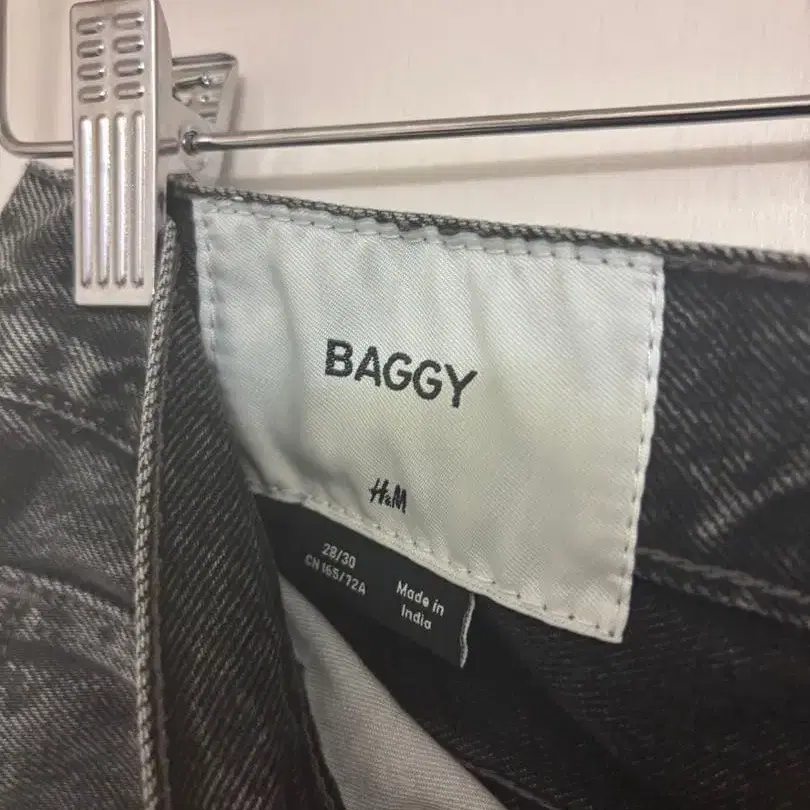 BAGGY
H&M
28/30
CN 165/72A
Made in
India